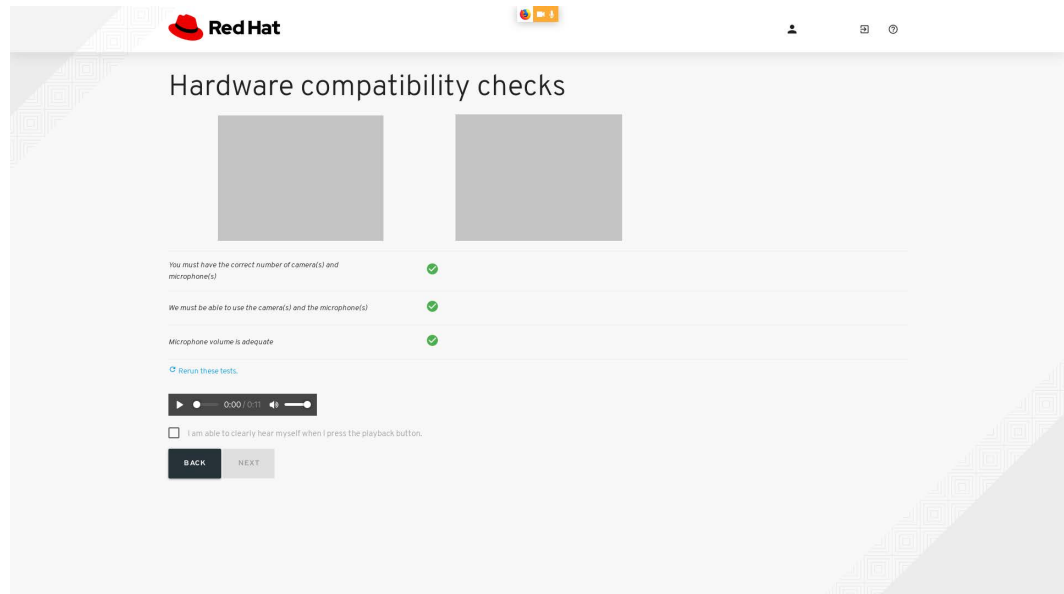 Red Hat
Hardware compatibility checks
You must have the correct number of camera(s) and
microphone(s)
We must be able to use the camera(s) and the microphone(s)
Microphone volume is adequate
Rerun these tests.
0:00 / 0:11
I am able to clearly hear myself when I press the playback button.
BACK
NEXT